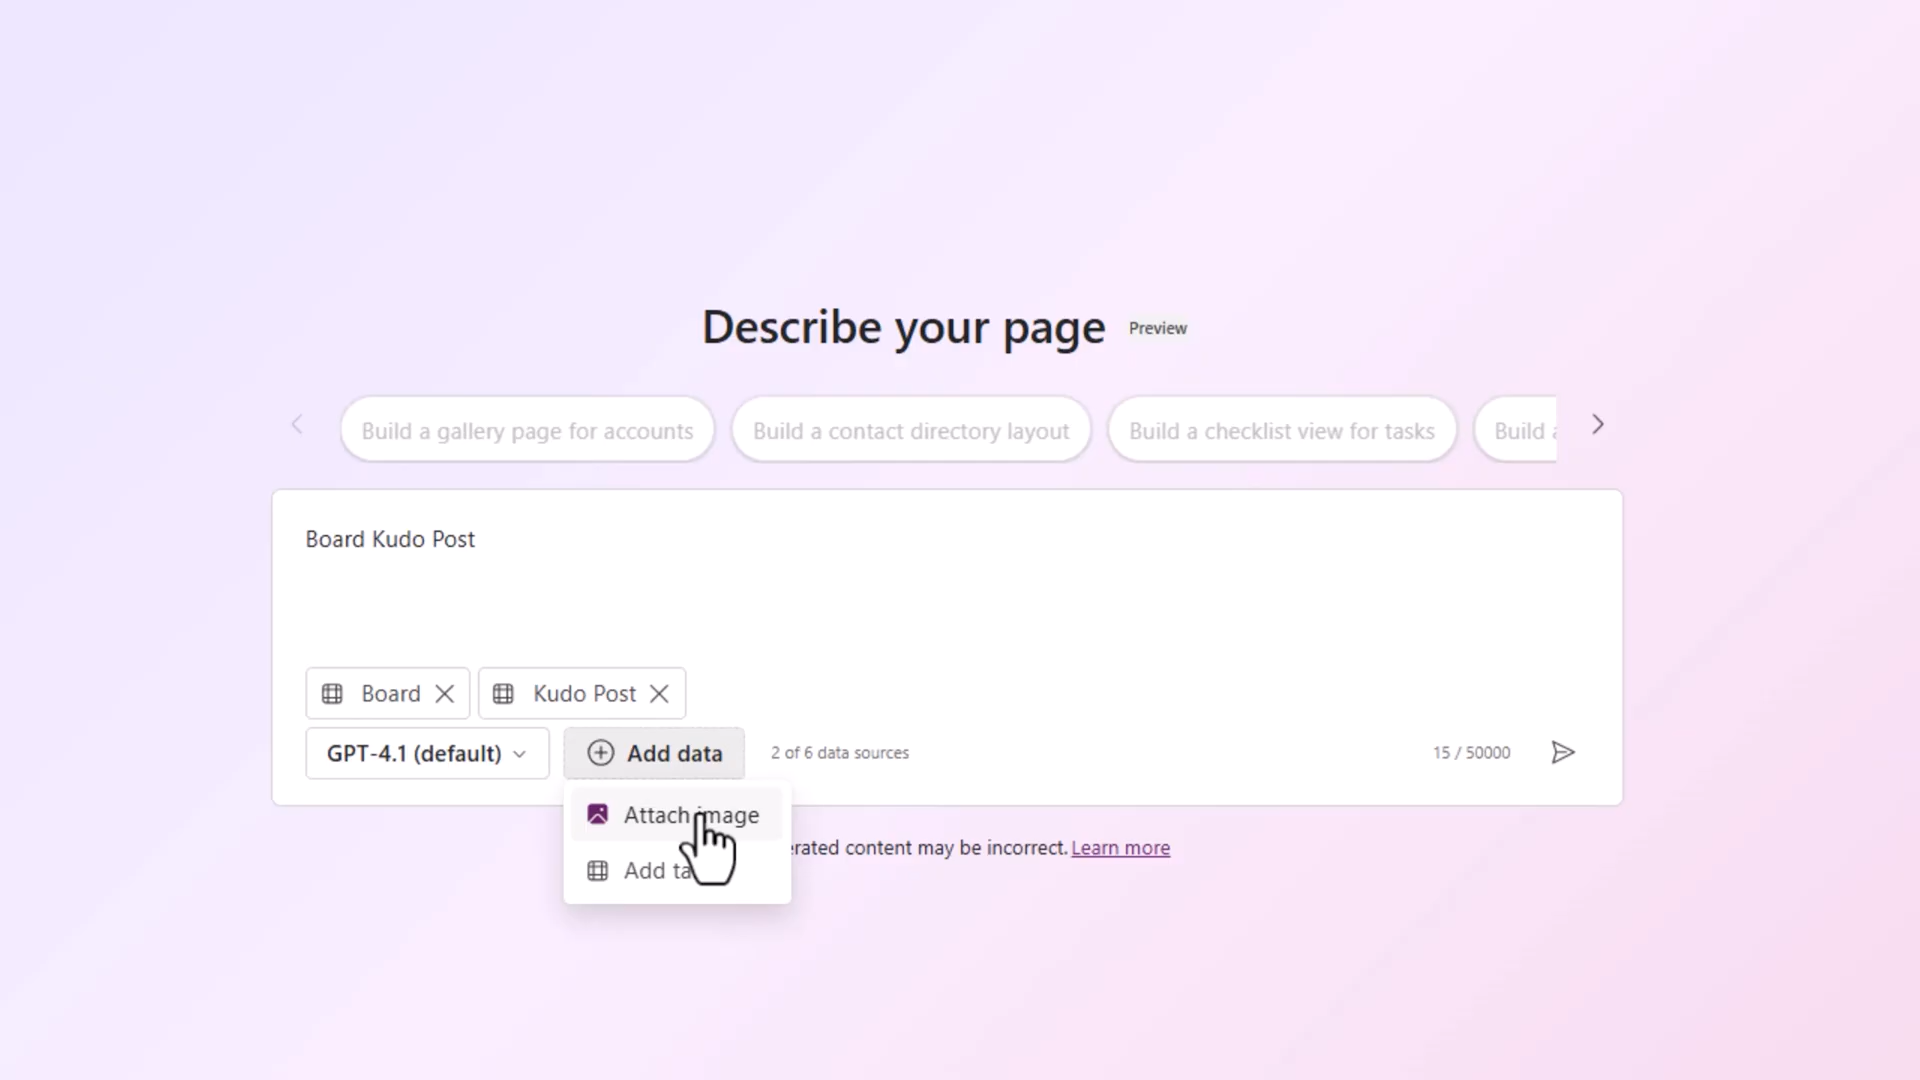 Describe your page Preview
Build a gallery page for accounts
Build a contact directory layout
Build a checklist view for tasks
Build
Board Kudo Post
Board
Kudo Post
GPT-4.1 (default)
Add data
2 of 6 data sources
15 / 50000
Attach image
content may be incorrect. Learn more
Add